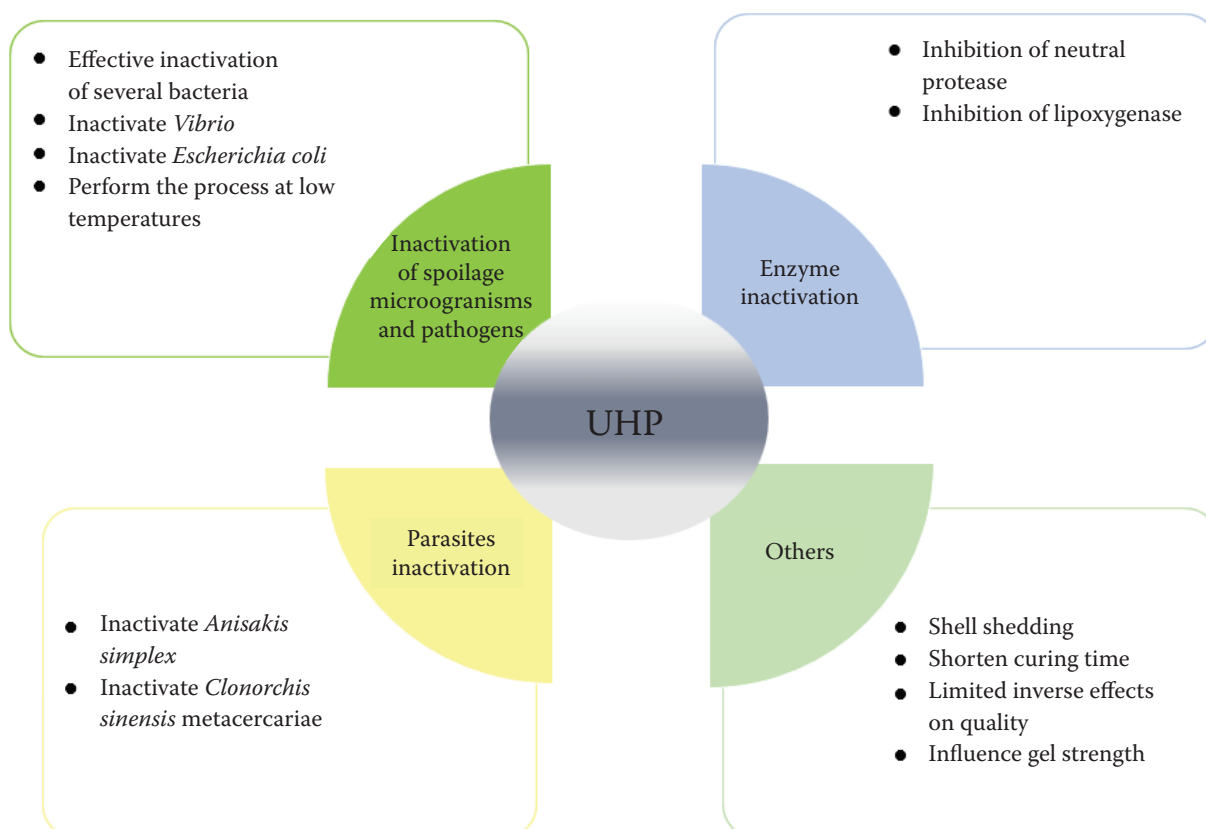 ● Effective inactivation
of several bacteria
● Inactivate Vibrio
● Inactivate Escherichia coli
● Perform the process at low
temperatures
Inactivation
of spoilage
microogranisms
and pathogens
● Inhibition of neutral
protease
● Inhibition of lipoxygenase
Enzyme
inactivation
UHP
Parasites
inactivation
● Inactivate Anisakis
simplex
● Inactivate Clonorchis
sinensis metacercariae
Others
● Shell shedding
● Shorten curing time
● Limited inverse effects
on quality
● Influence gel strength